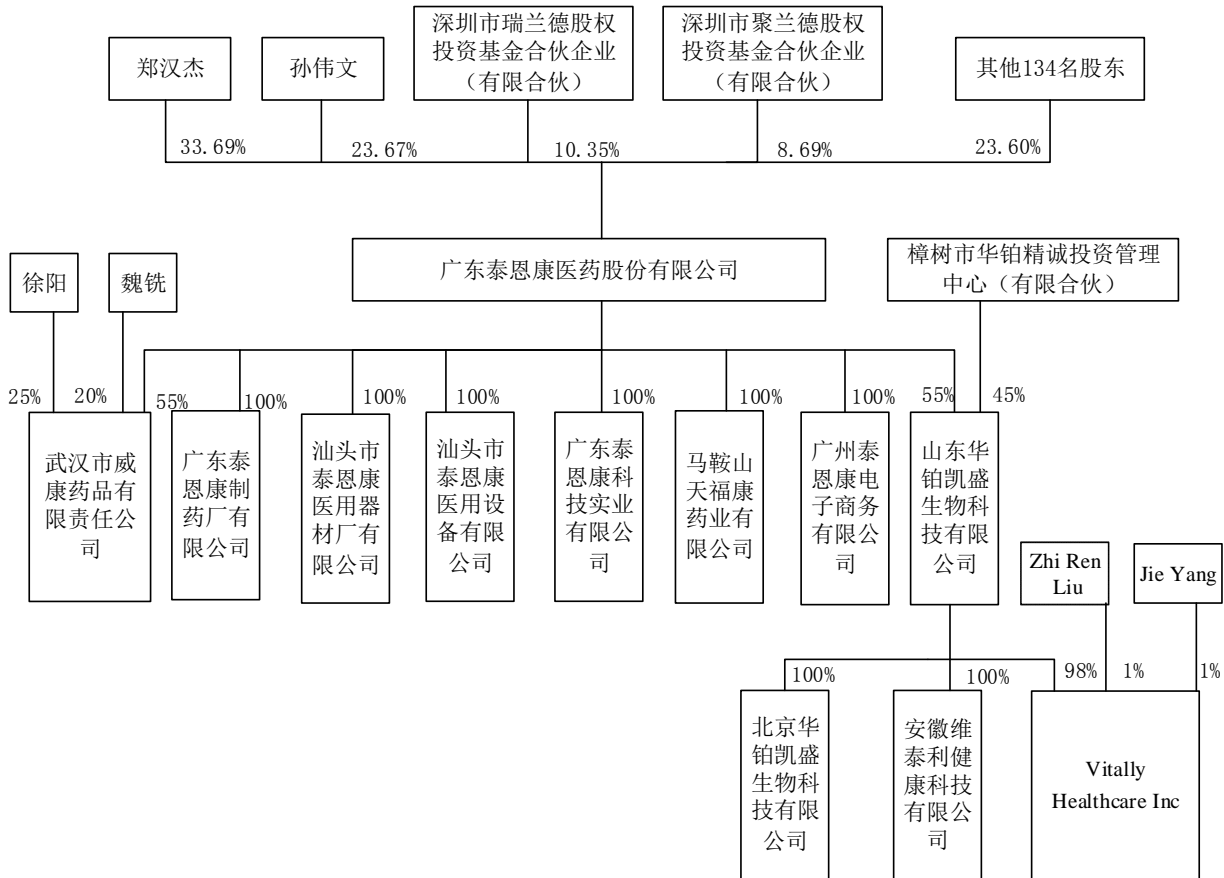 郑汉杰
孙伟文
深圳市瑞兰德股权
投资基金合伙企业
（有限合伙）
深圳市聚兰德股权
投资基金合伙企业
（有限合伙）
其他134名股东
33.69%
23.67%
10.35%
8.69%
23.60%
徐阳
魏铣
广东泰恩康医药股份有限公司
樟树市华铂精诚投资管理
中心（有限合伙）
25%
20%
55%
100%
100%
100%
100%
100%
100%
55%
45%
武汉市威
康药品有
限责任公
司
广东泰
恩康制
药厂有
限公司
汕头市
泰恩康
医用器
材厂有
限公司
汕头市
泰恩康
医用设
备有限
公司
广东泰
恩康科
技实业
有限公
司
马鞍山
天福康
药业有
限公司
广州泰
恩康电
子商务
有限公
司
山东华
铂凯盛
生物科
技有限
公司
Zhi Ren
Liu
Jie Yang
100%
100%
98%
1%
1%
北京华
铂凯盛
生物科
技有限
公司
安徽维
泰利健
康科技
有限公
司
Vitally
Healthcare Inc